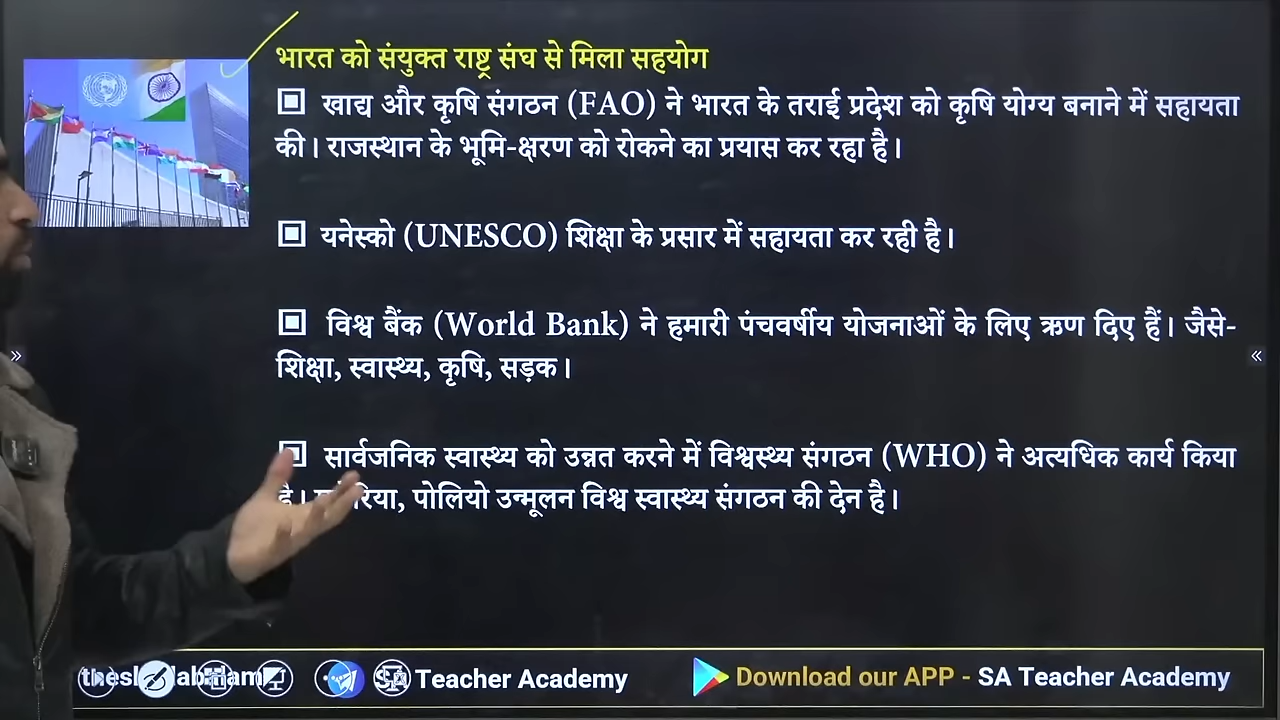 भारत को संयुक्त राष्ट्र संघ से मिला सहयोग
खाद्य और कृषि संगठन (FAO) ने भारत के तराई प्रदेश को कृषि योग्य बनाने में सहायता
की। राजस्थान के भूमि-क्षरण को रोकने का प्रयास कर रहा है।
यनेस्को (UNESCO) शिक्षा के प्रसार में सहायता कर रही है।
विश्व बैंक (World Bank) ने हमारी पंचवर्षीय योजनाओं के लिए ऋण दिए हैं। जैसे-
शिक्षा, स्वास्थ्य, कृषि, सड़क।
सार्वजनिक स्वास्थ्य को उन्नत करने में विश्वस्थ्य संगठन (WHO) ने अत्यधिक कार्य किया
है। पोलियो उन्मूलन विश्व स्वास्थ्य संगठन की देन है।
Teacher Academy
Download our APP - SA Teacher Academy